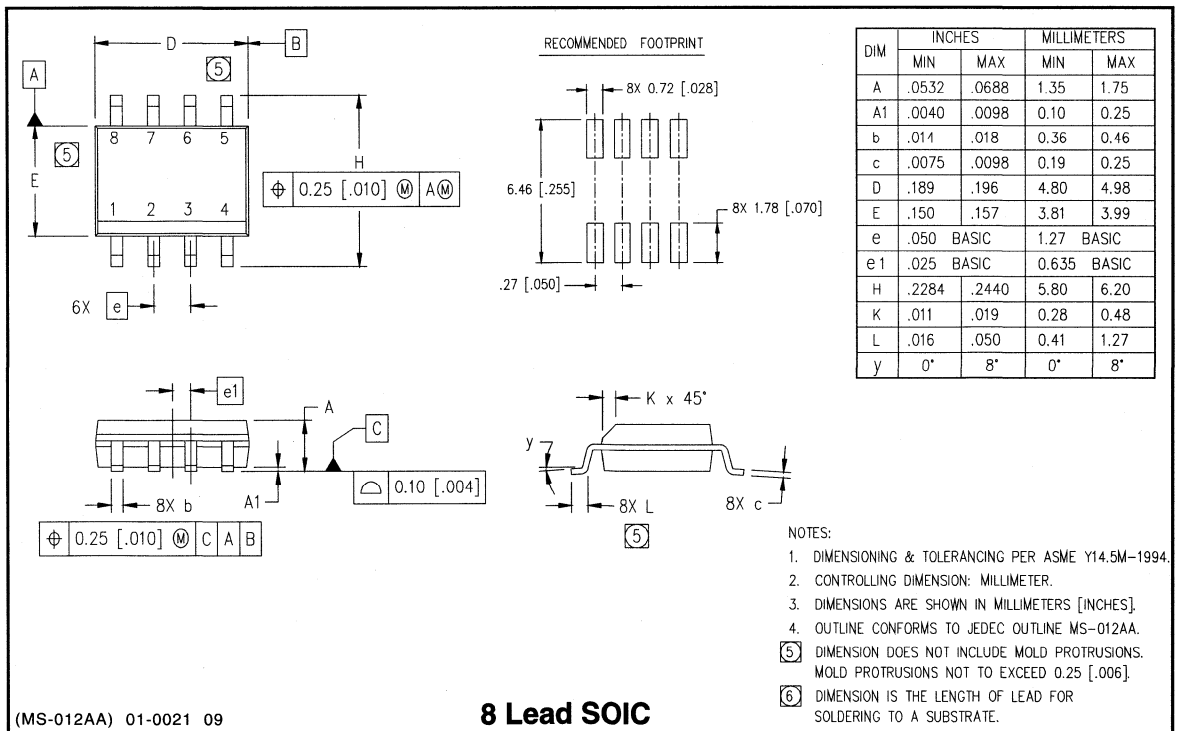 D
B
5
A
8 7 6 5
5
E
H
⌖ 0.25 [.010] Ⓜ AⓂ
1 2 3 4
6X e
RECOMMENDED FOOTPRINT
8X 0.72 [.028]
6.46 [.255]
8X 1.78 [.070]
.27 [.050]
DIM INCHES MILLIMETERS
MIN MAX MIN MAX
A .0532 .0688 1.35 1.75
A1 .0040 .0098 0.10 0.25
b .014 .018 0.36 0.46
c .0075 .0098 0.19 0.25
D .189 .196 4.80 4.98
E .150 .157 3.81 3.99
e .050 BASIC 1.27 BASIC
e1 .025 BASIC 0.635 BASIC
H .2284 .2440 5.80 6.20
K .011 .019 0.28 0.48
L .016 .050 0.41 1.27
y 0° 8° 0° 8°
e1
A
C
⌓ 0.10 [.004]
8X b
A1
⌖ 0.25 [.010] Ⓜ C A B
K x 45°
y
8X L
8X c
5
NOTES:
1. DIMENSIONING & TOLERANCING PER ASME Y14.5M-1994.
2. CONTROLLING DIMENSION: MILLIMETER.
3. DIMENSIONS ARE SHOWN IN MILLIMETERS [INCHES].
4. OUTLINE CONFORMS TO JEDEC OUTLINE MS-012AA.
5 DIMENSION DOES NOT INCLUDE MOLD PROTRUSIONS.
MOLD PROTRUSIONS NOT TO EXCEED 0.25 [.006].
6 DIMENSION IS THE LENGTH OF LEAD FOR
SOLDERING TO A SUBSTRATE.
(MS-012AA) 01-0021 09
8 Lead SOIC